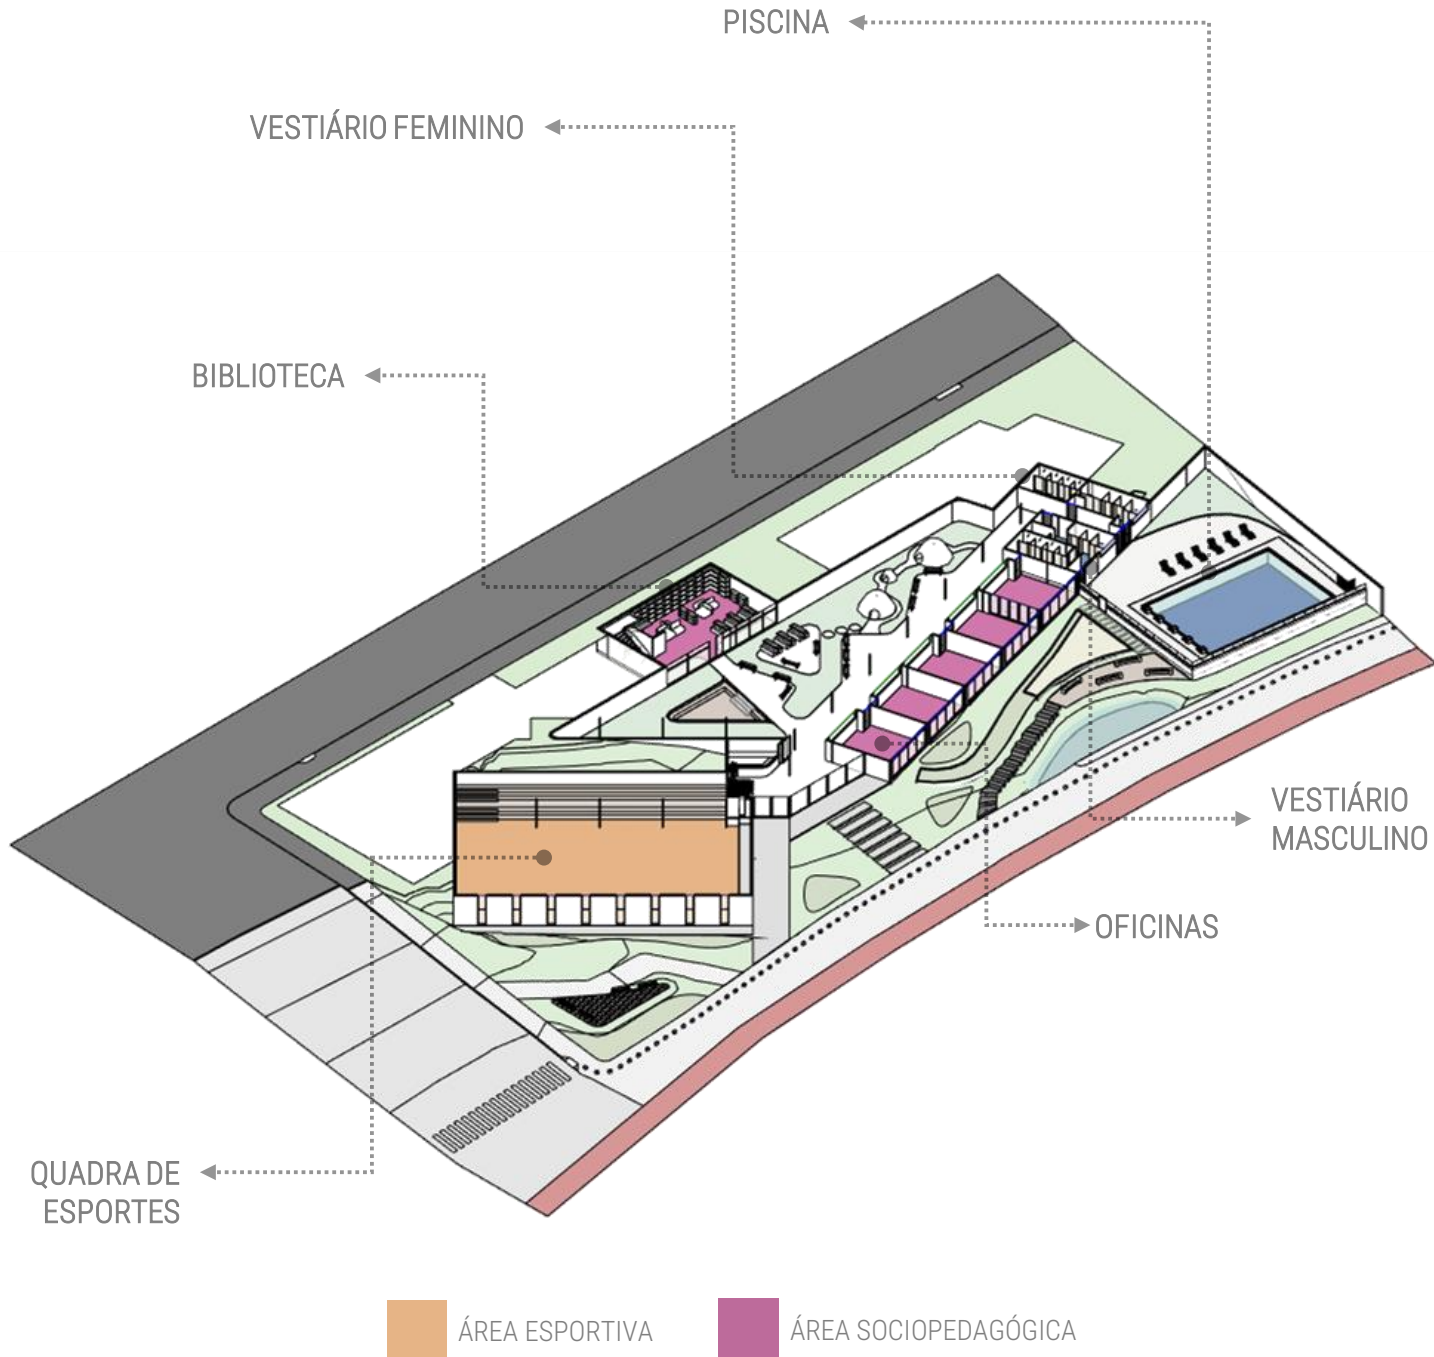 PISCINA
VESTIÁRIO FEMININO
BIBLIOTECA
VESTIÁRIO
MASCULINO
OFICINAS
QUADRA DE
ESPORTES
ÁREA ESPORTIVA
ÁREA SOCIOPEDAGÓGICA